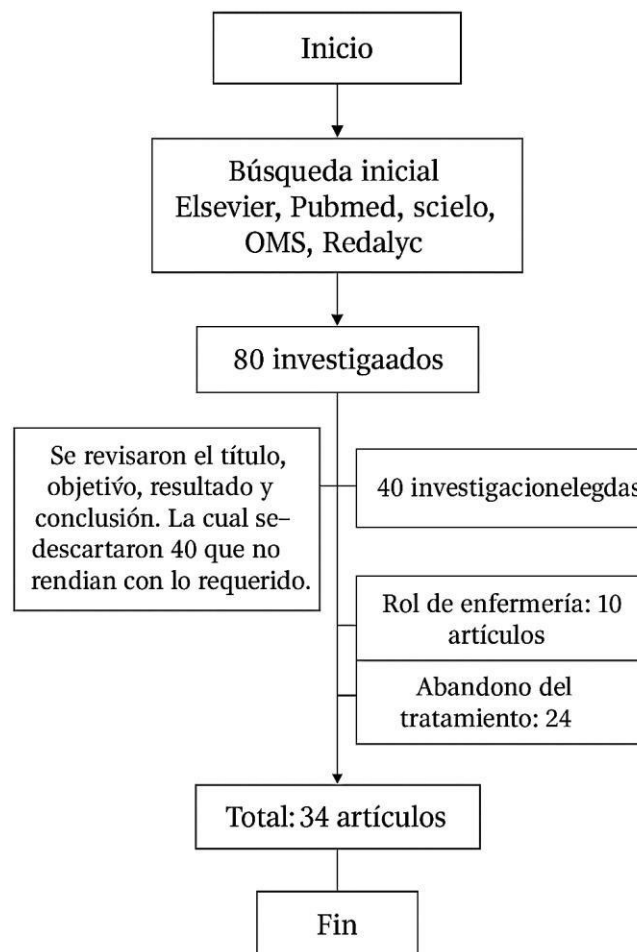 Inicio
Búsqueda inicial
Elsevier, Pubmed, scielo,
OMS, Redalyc
80 investigaados
Se revisaron el título,
objetivo, resultado y
conclusión. La cual se–
descartaron 40 que no
rendian con lo requerido.
40 investigacionelegdas
Rol de enfermería: 10
artículos
Abandono del
tratamiento: 24
Total: 34 artículos
Fin